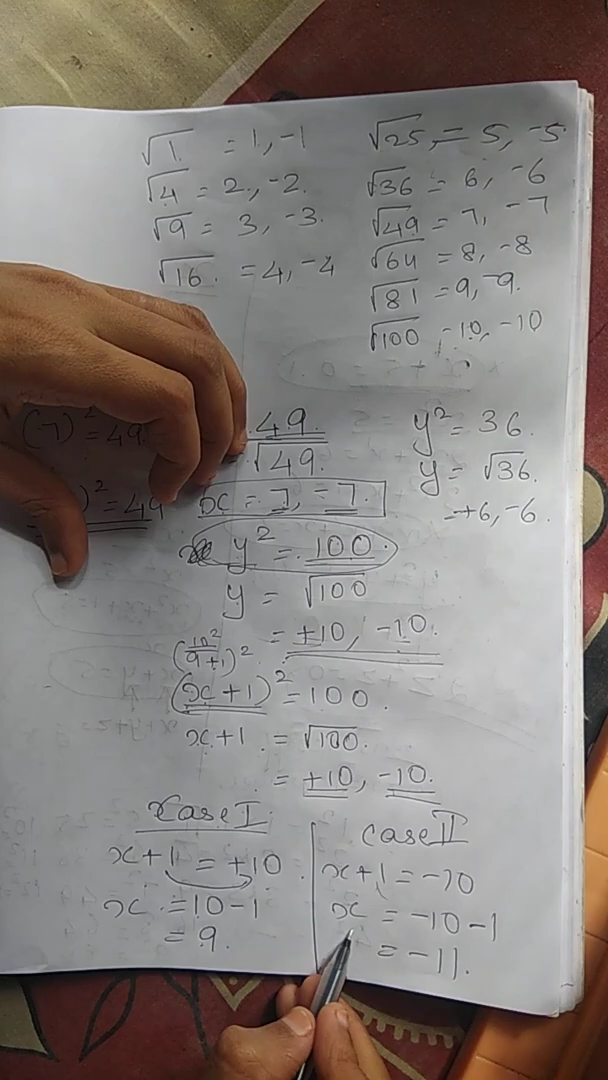 √1 = 1, -1
√4 = 2, -2.
√9 = 3, -3.
√16 = 4, -4
√25 = 5, -5
√36 = 6, -6
√49 = 7, -7
√64 = 8, -8
√81 = 9, -9.
√100 = 10, -10
(7)² = 49
)² = 49
49.
√49.
x = 7, -7.
y² = 36.
y = √36.
= +6, -6.
y² = 100.
y = √100
= +10, -10.
(x+1)² = 100.
x+1 = √100.
= +10, -10.
Case I
x+1 = +10
x = 10-1
= 9.
Case II
x+1 = -10
x = -10-1
= -11.